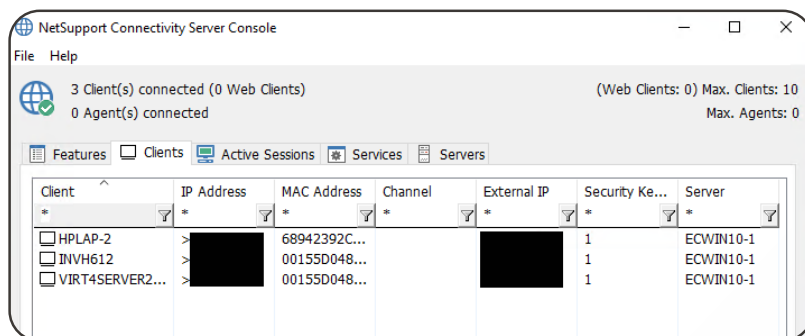 NetSupport Connectivity Server Console
File Help
3 Client(s) connected (0 Web Clients) (Web Clients: 0) Max. Clients: 10
0 Agent(s) connected Max. Agents: 0
Features Clients Active Sessions Services Servers
Client IP Address MAC Address Channel External IP Security Ke... Server
* * * * * * *
HPLAP-2 > 68942392C... 1 ECWIN10-1
INVH612 > 00155D048... 1 ECWIN10-1
VIRT4SERVER2... > 00155D048... 1 ECWIN10-1